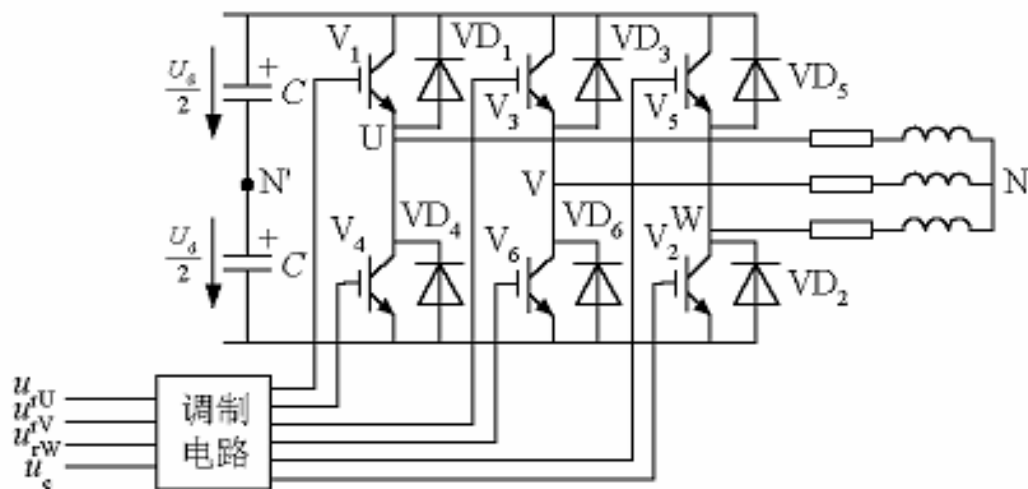 V1
VD1
VD3
VD5
Ud/2
+
C
V3
V5
U
N'
V
W
N
Ud/2
+
C
V4
VD4
V6
VD6
V2
VD2
urU
urV
urW
uc
调制
电路